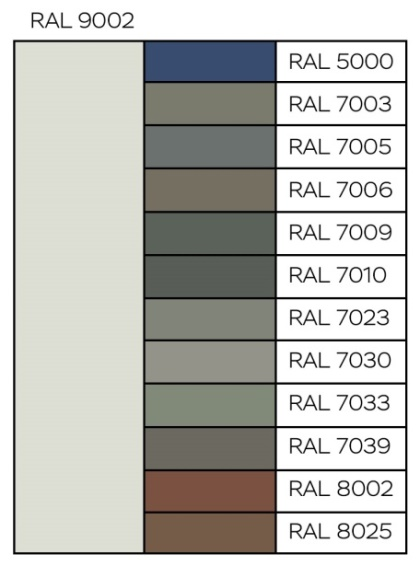 RAL 9002
RAL 5000
RAL 7003
RAL 7005
RAL 7006
RAL 7009
RAL 7010
RAL 7023
RAL 7030
RAL 7033
RAL 7039
RAL 8002
RAL 8025